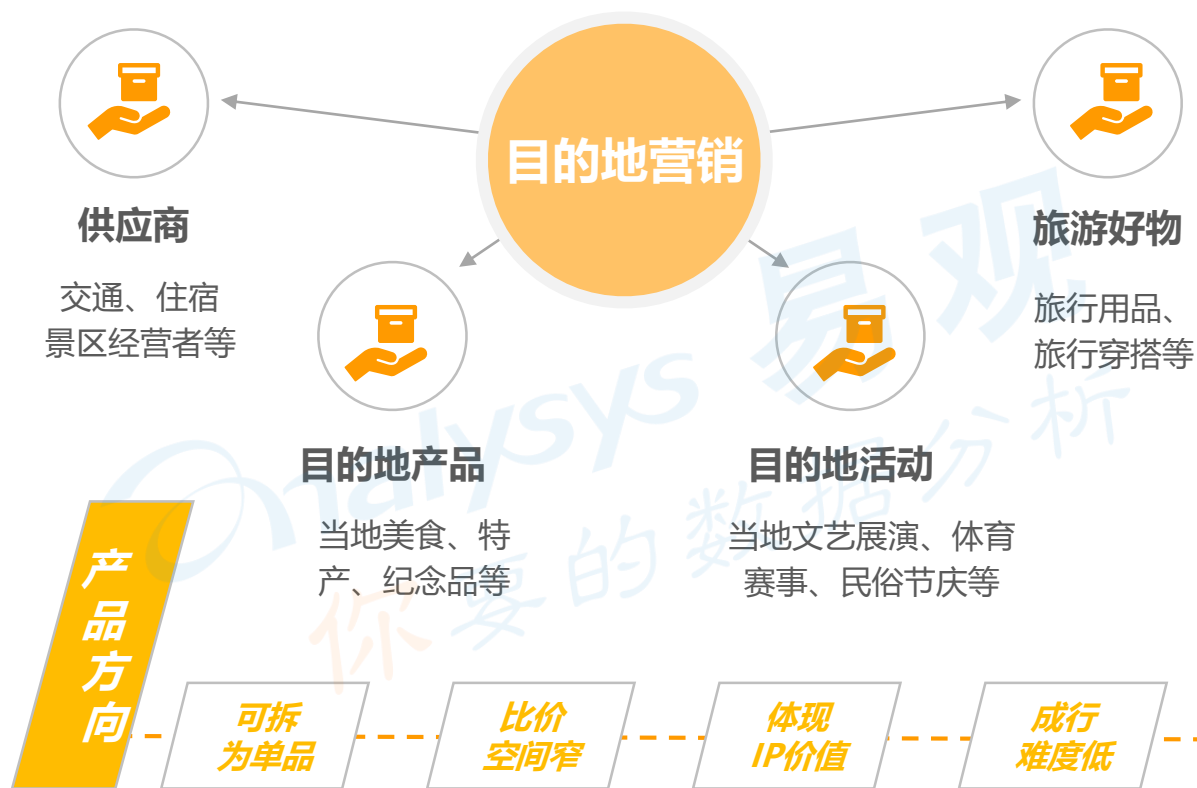 目的地营销
供应商
交通、住宿
景区经营者等
旅游好物
旅行用品、
旅行穿搭等
目的地产品
当地美食、特
产、纪念品等
目的地活动
当地文艺展演、体育
赛事、民俗节庆等
analysys 易观
你要的数据分析
产品方向
可拆
为单品
比价
空间窄
体现
IP价值
成行
难度低